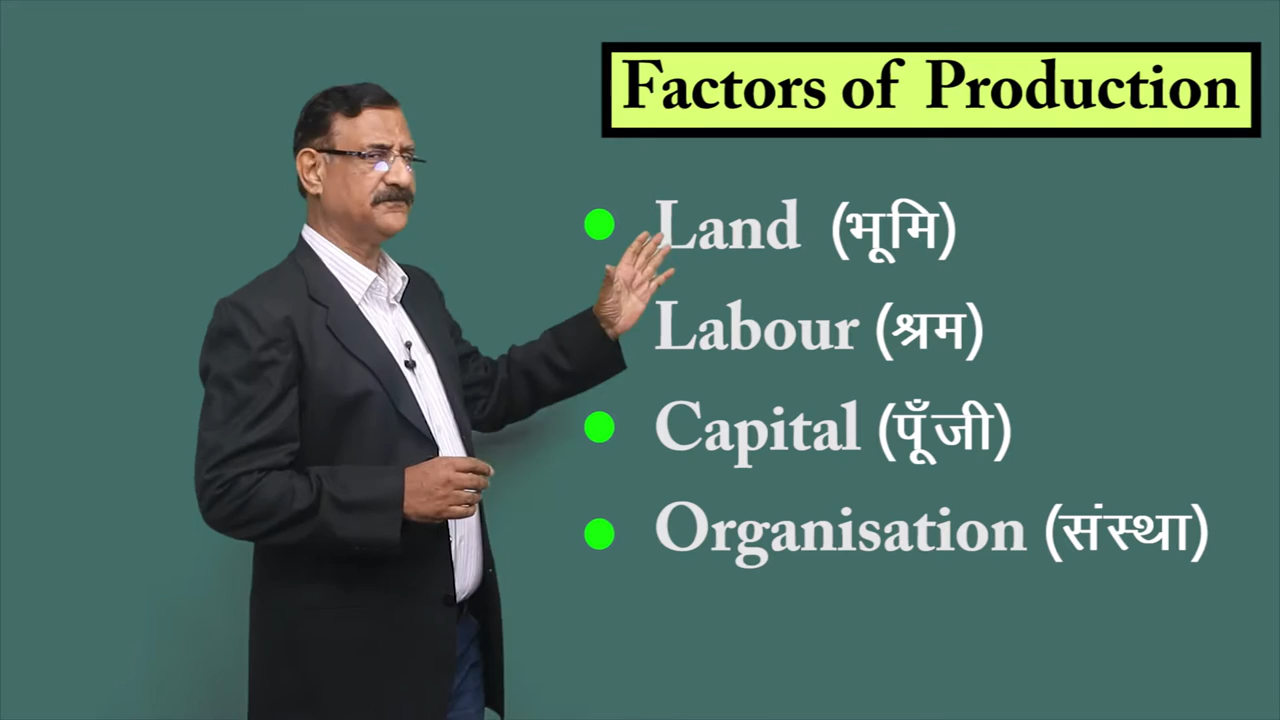 Factors of Production
Land (भूमि)
Labour (श्रम)
Capital (पूँजी)
Organisation (संस्था)